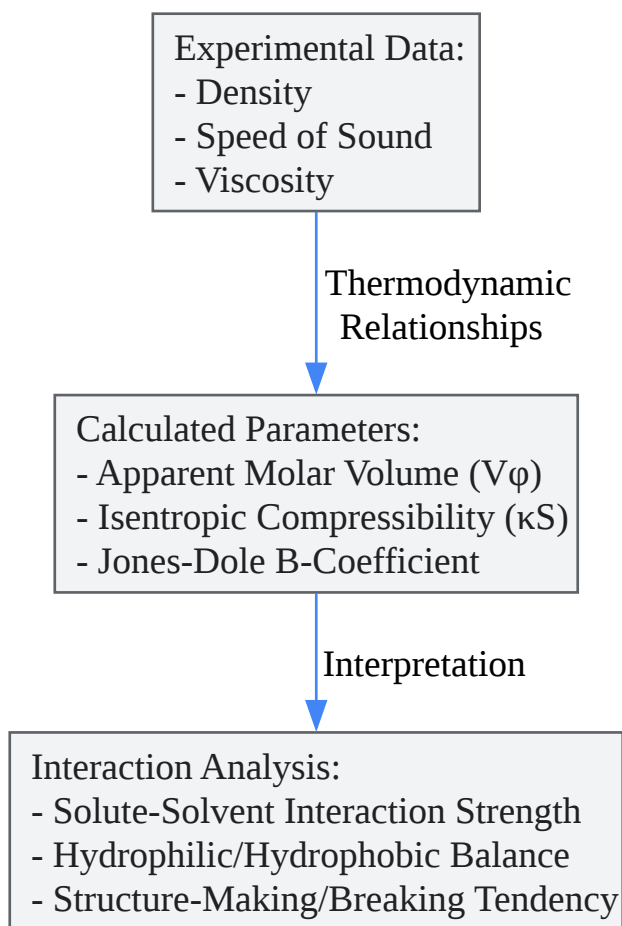 Experimental Data:
- Density
- Speed of Sound
- Viscosity
Thermodynamic
Relationships
Calculated Parameters:
- Apparent Molar Volume (Vφ)
- Isentropic Compressibility (κS)
- Jones-Dole B-Coefficient
Interpretation
Interaction Analysis:
- Solute-Solvent Interaction Strength
- Hydrophilic/Hydrophobic Balance
- Structure-Making/Breaking Tendency